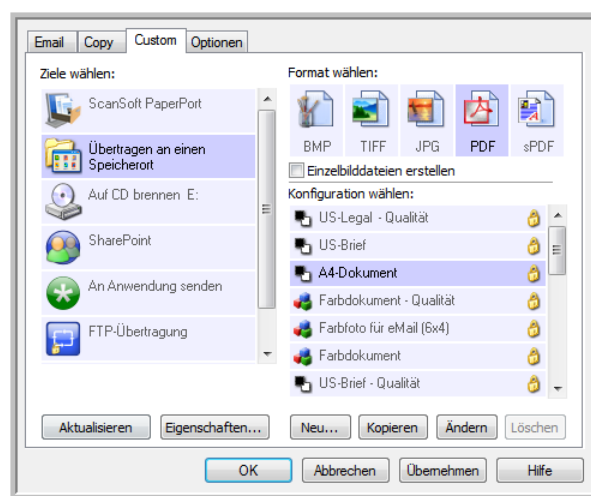 Email Copy Custom Optionen
Ziele wählen:
ScanSoft PaperPort
Übertragen an einen
Speicherort
Auf CD brennen E:
SharePoint
An Anwendung senden
FTP-Übertragung
Aktualisieren Eigenschaften...
Format wählen:
BMP TIFF JPG PDF sPDF
Einzelbilddateien erstellen
Konfiguration wählen:
US-Legal - Qualität
US-Brief
A4-Dokument
Farbdokument - Qualität
Farbfoto für eMail (6x4)
Farbdokument
US-Brief - Qualität
Neu... Kopieren Ändern Löschen
OK Abbrechen Übernehmen Hilfe